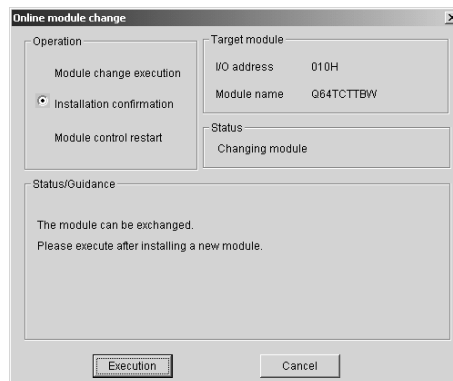 Online module change
Operation
Module change execution
Installation confirmation
Module control restart
Target module
I/O address 010H
Module name Q64TCTTBW
Status
Changing module
Status/Guidance
The module can be exchanged.
Please execute after installing a new module.
Execution Cancel